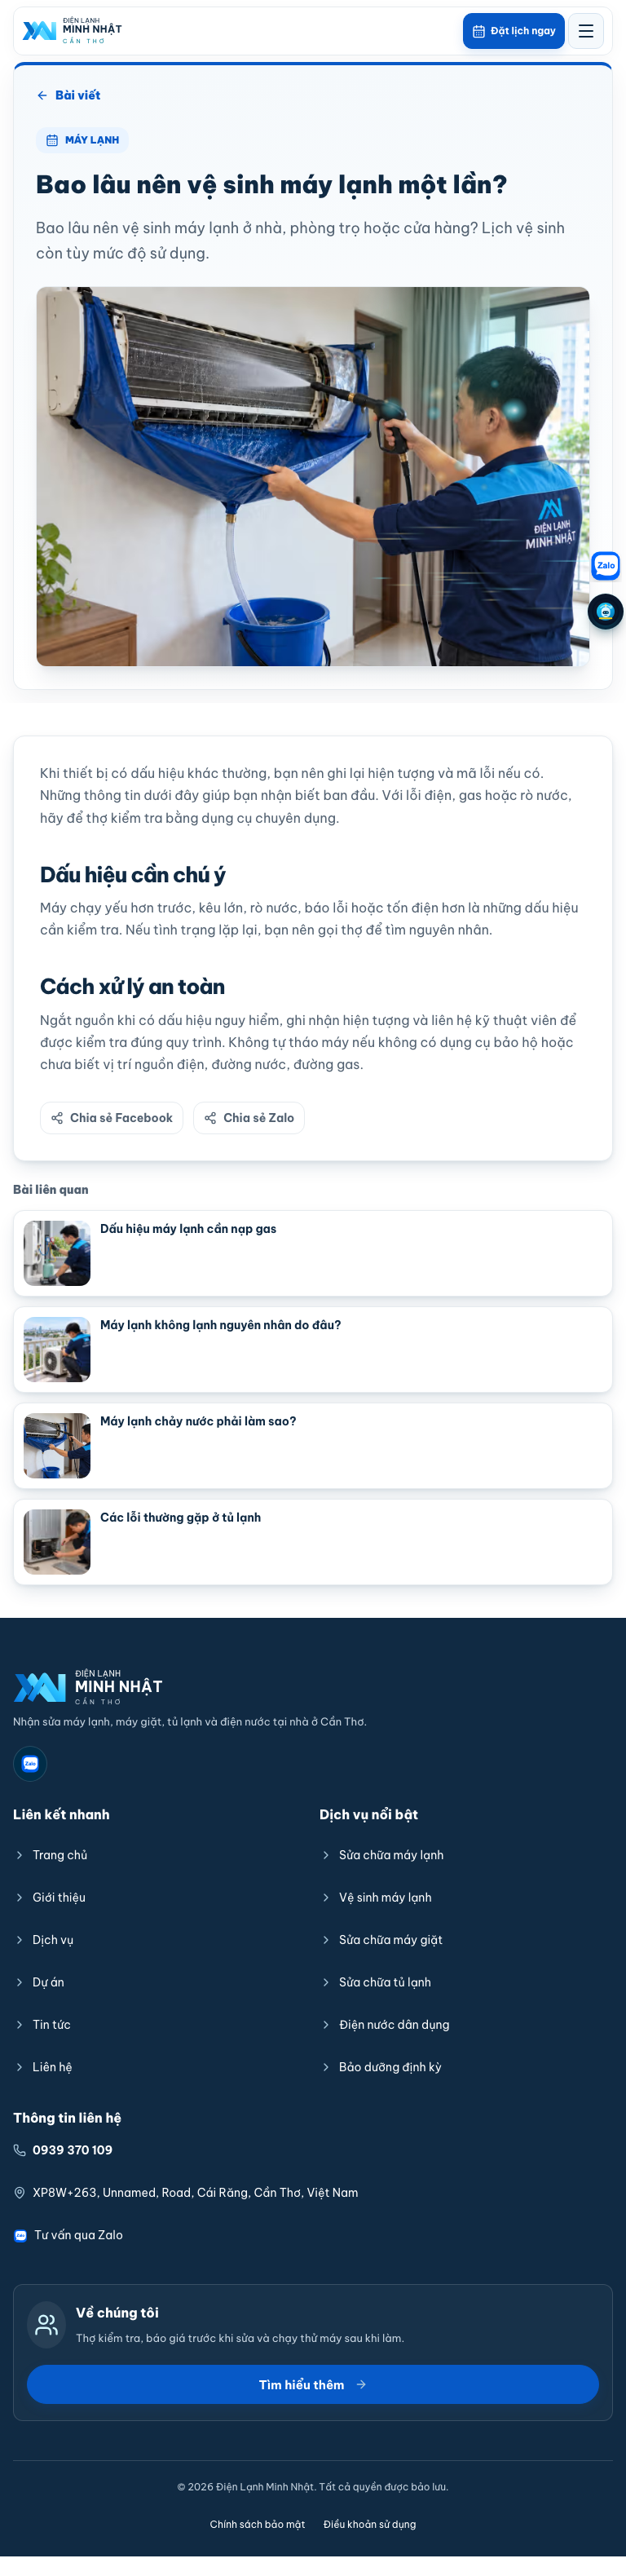 ĐIỆN LẠNH
MINH NHẬT
CẦN THƠ
Đặt lịch ngay
Bài viết
MÁY LẠNH
Bao lâu nên vệ sinh máy lạnh một lần?
Bao lâu nên vệ sinh máy lạnh ở nhà, phòng trọ hoặc cửa hàng? Lịch vệ sinh
còn tùy mức độ sử dụng.
ĐIỆN LẠNH
MINH NHẬT
Zalo
Khi thiết bị có dấu hiệu khác thường, bạn nên ghi lại hiện tượng và mã lỗi nếu có.
Những thông tin dưới đây giúp bạn nhận biết ban đầu. Với lỗi điện, gas hoặc rò nước,
hãy để thợ kiểm tra bằng dụng cụ chuyên dụng.
Dấu hiệu cần chú ý
Máy chạy yếu hơn trước, kêu lớn, rò nước, báo lỗi hoặc tốn điện hơn là những dấu hiệu
cần kiểm tra. Nếu tình trạng lặp lại, bạn nên gọi thợ để tìm nguyên nhân.
Cách xử lý an toàn
Ngắt nguồn khi có dấu hiệu nguy hiểm, ghi nhận hiện tượng và liên hệ kỹ thuật viên để
được kiểm tra đúng quy trình. Không tự tháo máy nếu không có dụng cụ bảo hộ hoặc
chưa biết vị trí nguồn điện, đường nước, đường gas.
Chia sẻ Facebook
Chia sẻ Zalo
Bài liên quan
Dấu hiệu máy lạnh cần nạp gas
Máy lạnh không lạnh nguyên nhân do đâu?
Máy lạnh chảy nước phải làm sao?
Các lỗi thường gặp ở tủ lạnh
ĐIỆN LẠNH
MINH NHẬT
CẦN THƠ
Nhận sửa máy lạnh, máy giặt, tủ lạnh và điện nước tại nhà ở Cần Thơ.
Zalo
Liên kết nhanh
Trang chủ
Giới thiệu
Dịch vụ
Dự án
Tin tức
Liên hệ
Dịch vụ nổi bật
Sửa chữa máy lạnh
Vệ sinh máy lạnh
Sửa chữa máy giặt
Sửa chữa tủ lạnh
Điện nước dân dụng
Bảo dưỡng định kỳ
Thông tin liên hệ
0939 370 109
XP8W+263, Unnamed, Road, Cái Răng, Cần Thơ, Việt Nam
Zalo
Tư vấn qua Zalo
Về chúng tôi
Thợ kiểm tra, báo giá trước khi sửa và chạy thử máy sau khi làm.
Tìm hiểu thêm
© 2026 Điện Lạnh Minh Nhật. Tất cả quyền được bảo lưu.
Chính sách bảo mật
Điều khoản sử dụng